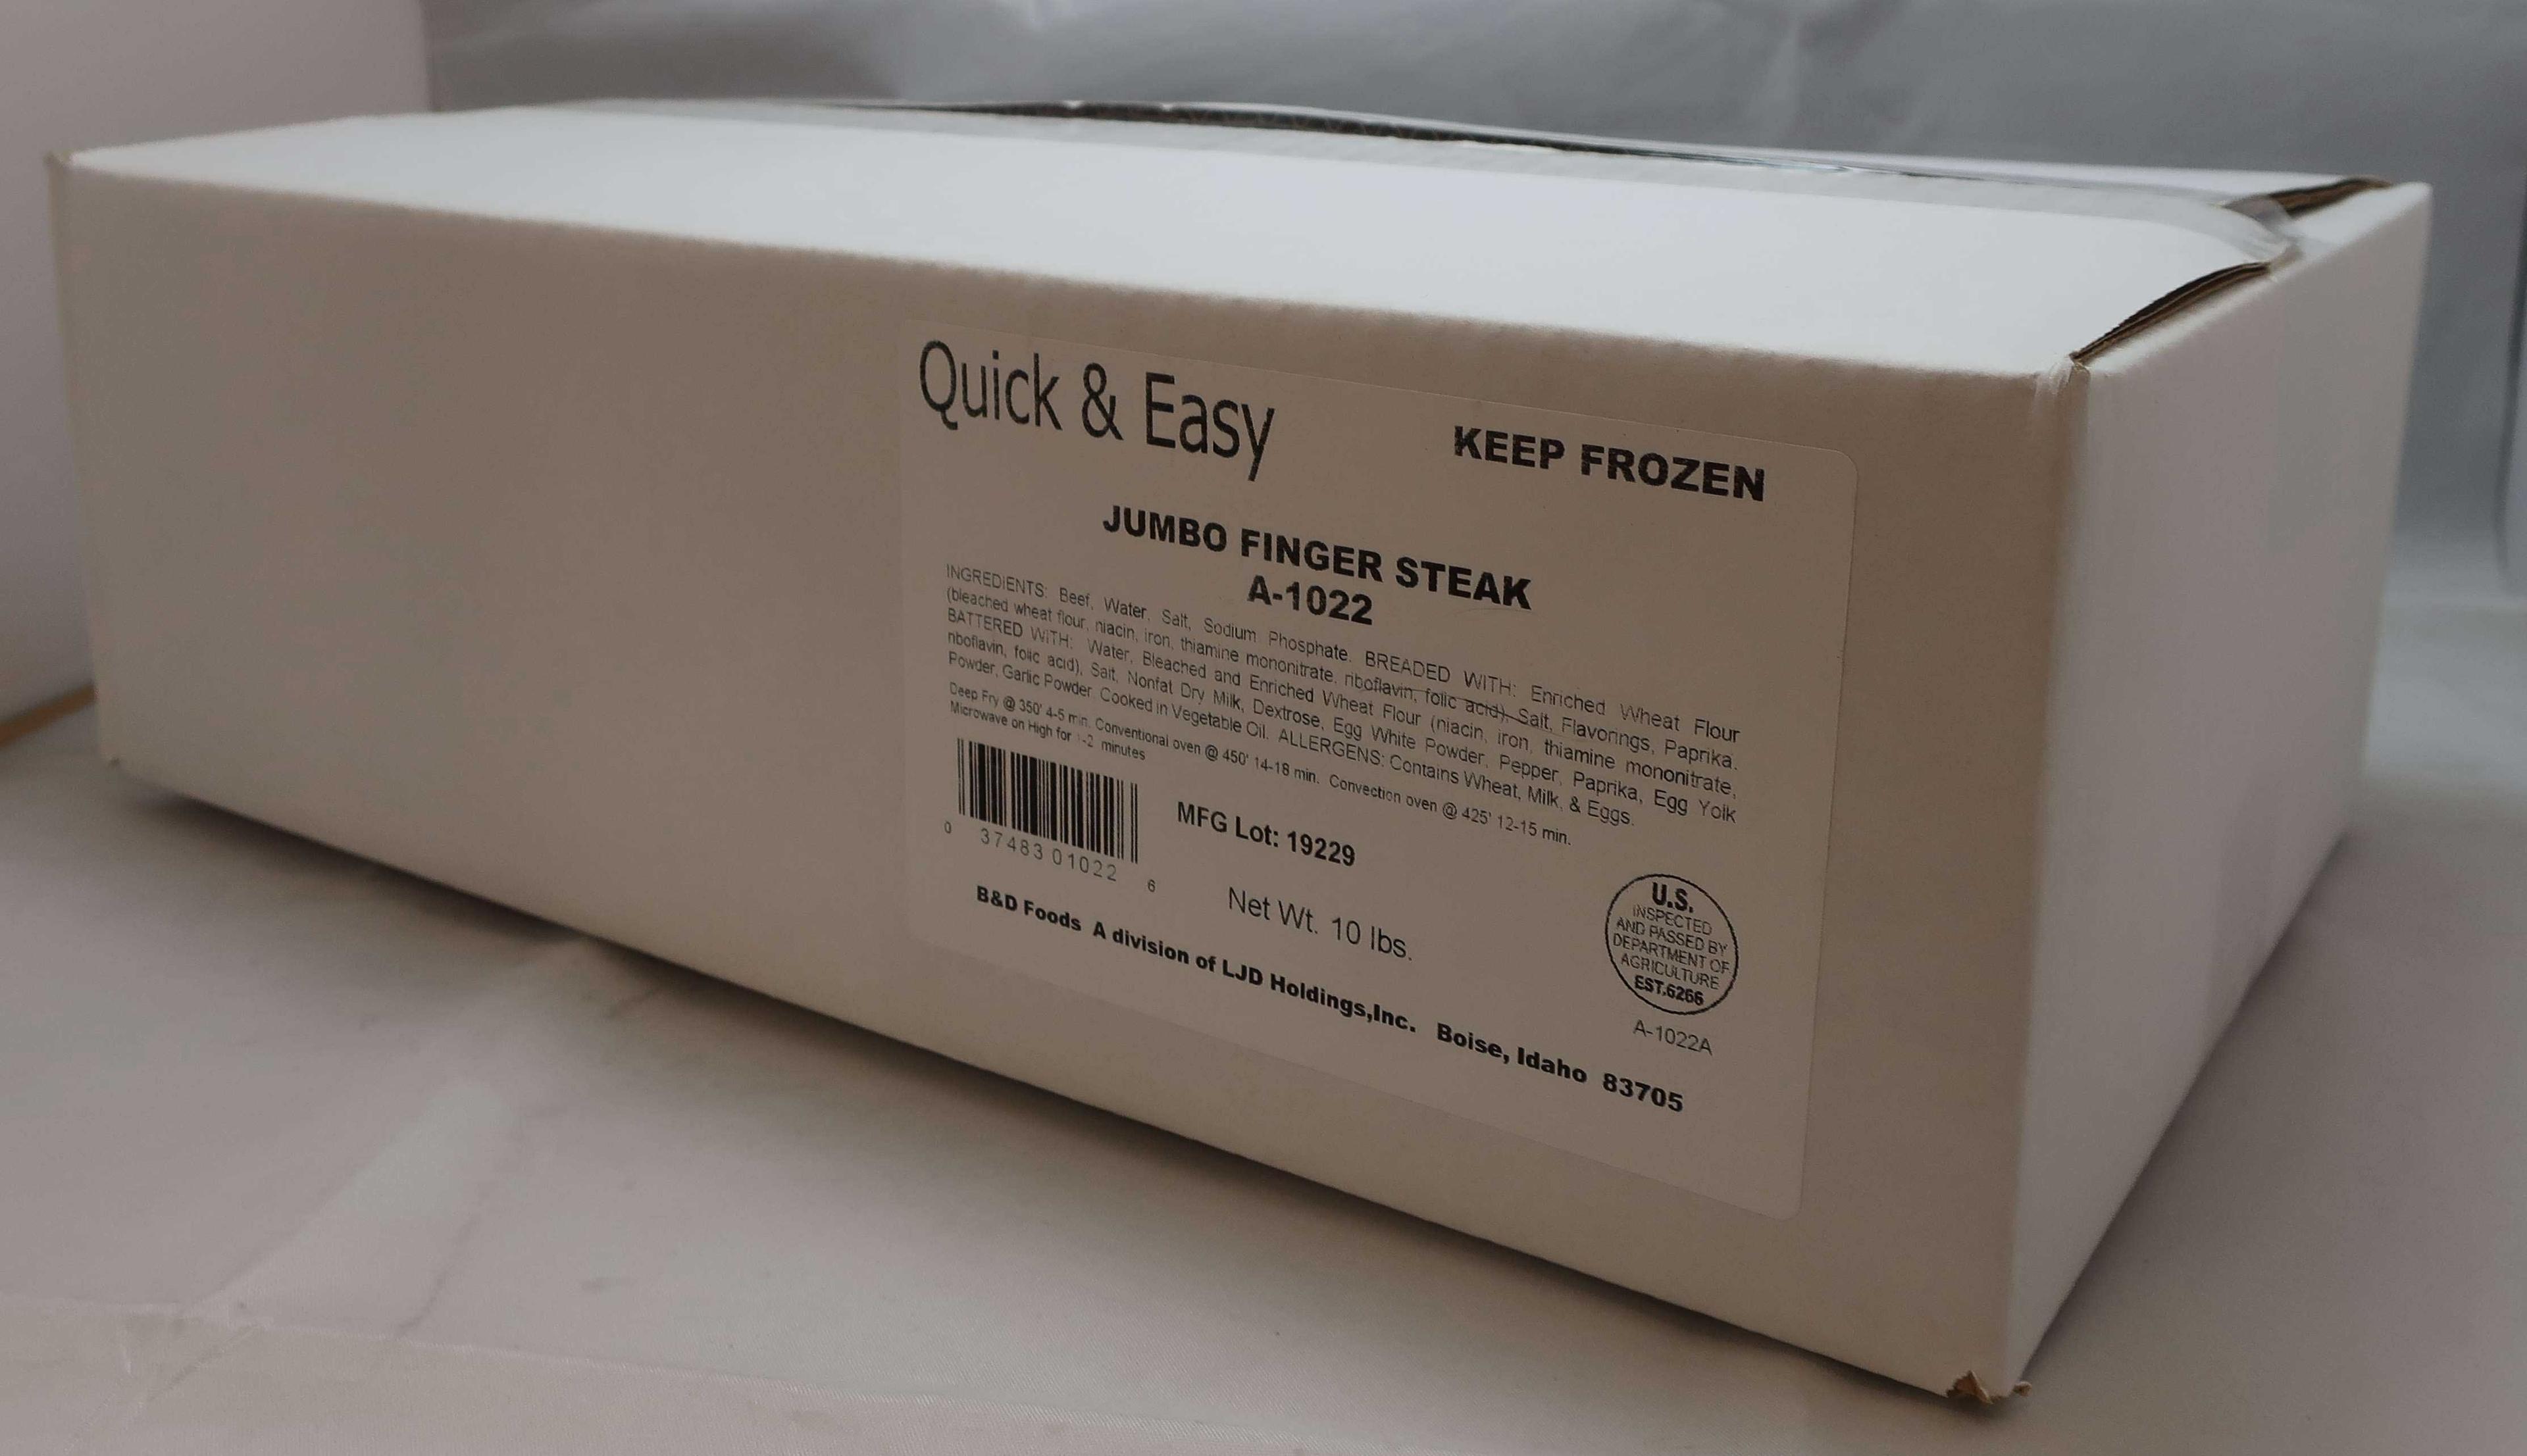 Quick & Easy
KEEP FROZEN
JUMBO FINGER STEAK
A-1022
INGREDIENTS: Beef, Water, Salt, Sodium Phosphate. BREADED WITH: Enriched Wheat Flour
(bleached wheat flour, niacin, iron, thiamine mononitrate, riboflavin, folic acid), Salt, Flavorings, Paprika.
BATTERED WITH: Water, Bleached and Enriched Wheat Flour (niacin, iron, thiamine mononitrate,
riboflavin, folic acid), Salt, Nonfat Dry Milk, Dextrose, Egg White Powder, Pepper, Paprika, Egg Yolk
Powder, Garlic Powder. Cooked in Vegetable Oil. ALLERGENS: Contains Wheat, Milk, & Eggs.
Deep Fry @ 350' 4-5 min. Conventional oven @ 450' 14-18 min. Convection oven @ 425' 12-15 min.
Microwave on High for 1-2 minutes
0 37483 01022 6
MFG Lot: 19229
Net Wt. 10 lbs.
U.S.
INSPECTED
AND PASSED BY
DEPARTMENT OF
AGRICULTURE
EST.6266
A-1022A
B&D Foods A division of LJD Holdings,Inc. Boise, Idaho 83705